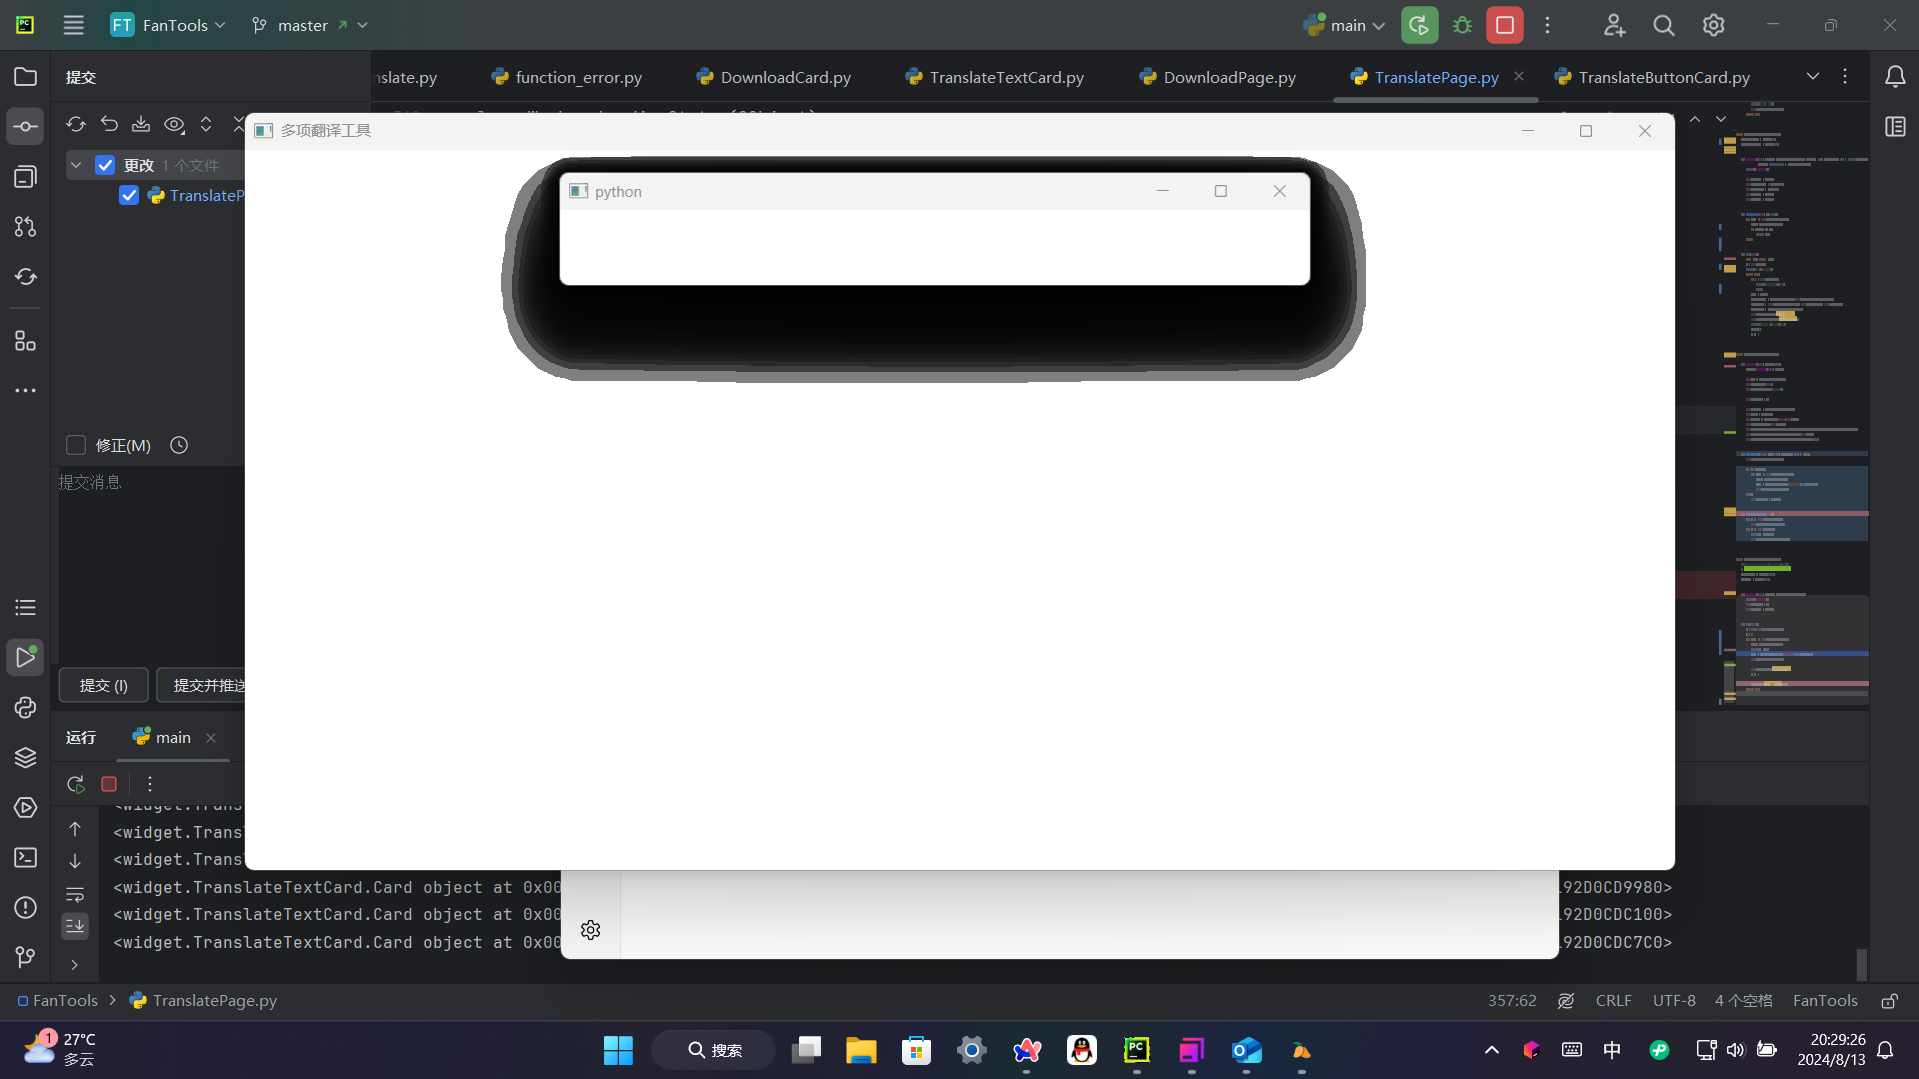 FT FanTools master main
提交
nslate.py function_error.py DownloadCard.py TranslateTextCard.py DownloadPage.py TranslatePage.py TranslateButtonCard.py
多项翻译工具
更改 1 个文件
TranslateP
python
修正(M)
提交消息
提交 (I) 提交并推送
运行 main
<widget.Trans
<widget.Trans
<widget.TranslateTextCard.Card object at 0x00 92D0CD9980>
<widget.TranslateTextCard.Card object at 0x00 92D0CDC100>
<widget.TranslateTextCard.Card object at 0x00 92D0CDC7C0>
FanTools TranslatePage.py 357:62 CRLF UTF-8 4 个空格 FanTools
1 27°C
多云
搜索
中
20:29:26
2024/8/13